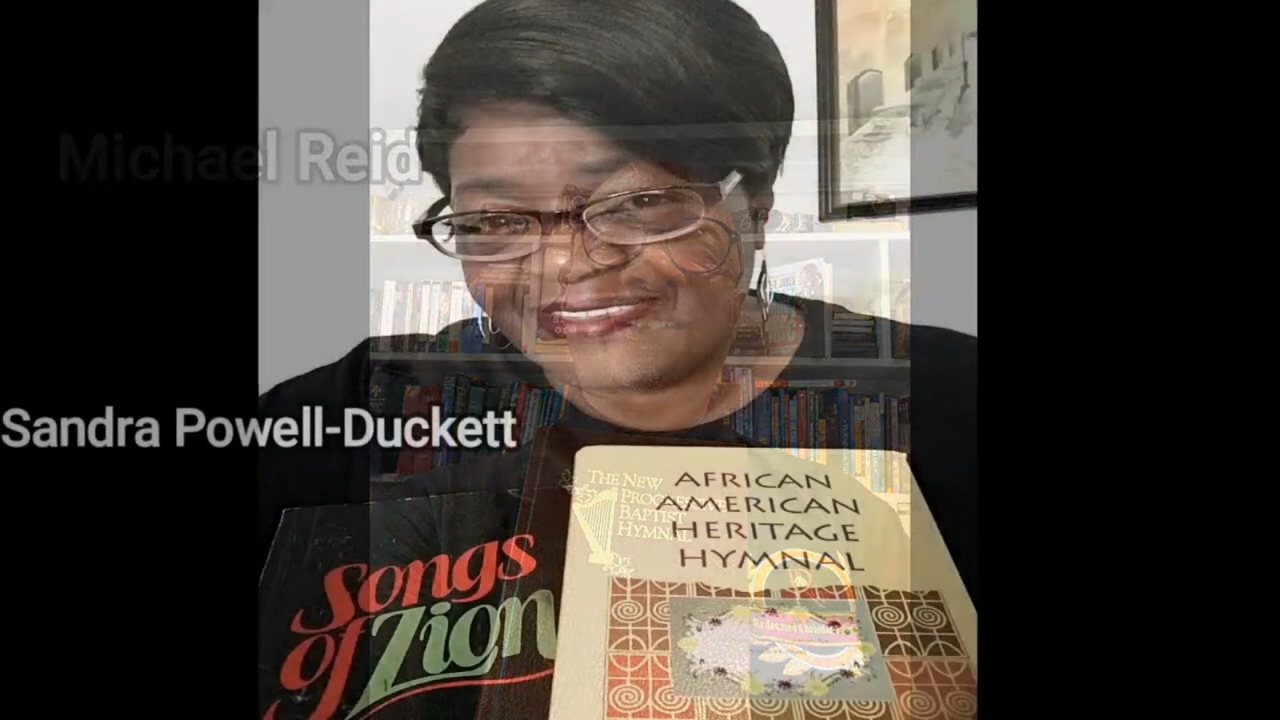 Michael Reid
Sandra Powell-Duckett
THE NEW
PROGRESSIVE
BAPTIST
HYMNAL
AFRICAN
AMERICAN
HERITAGE
HYMNAL
Songs
of Zion